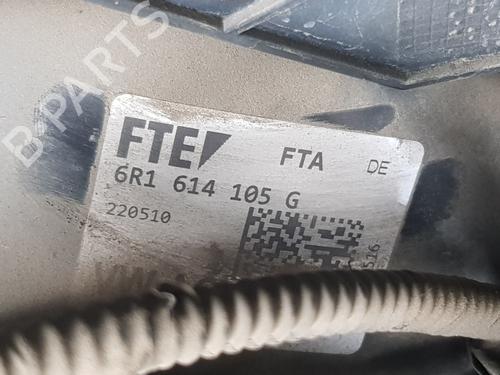 B-PARTS
FTE FTA DE
6R1 614 105 G
220510